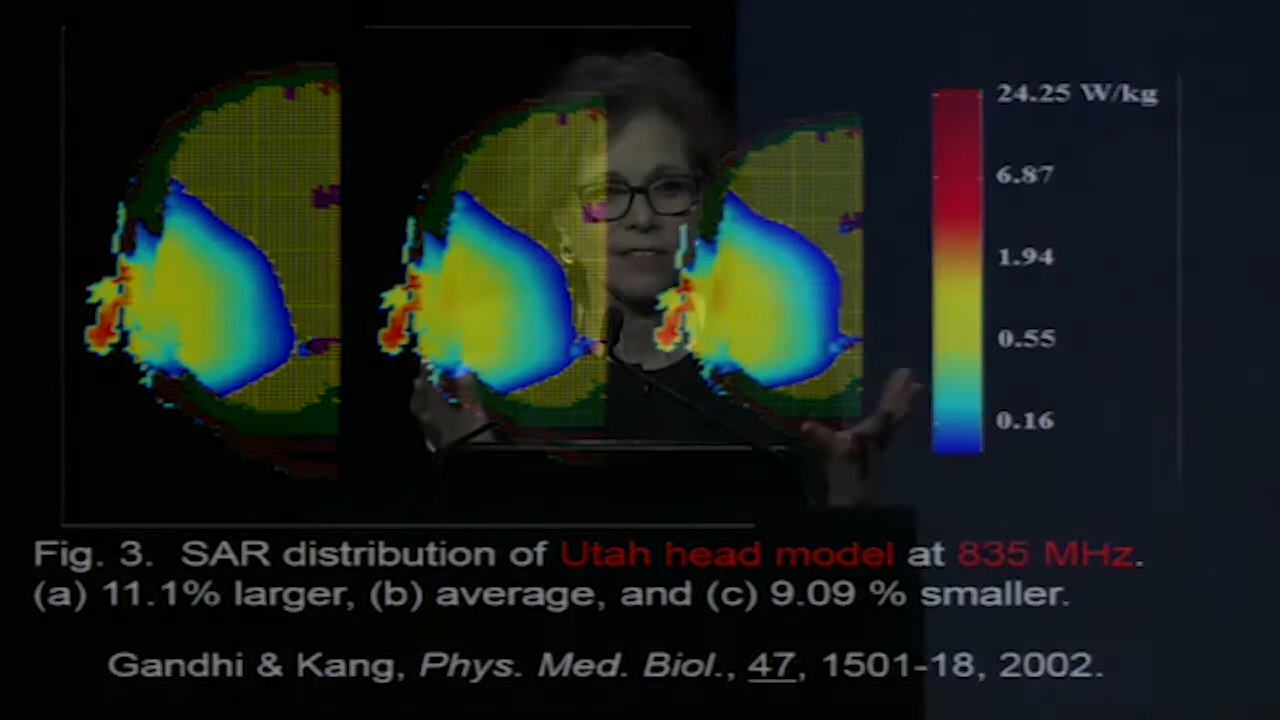 24.25 W/kg
6.87
1.94
0.55
0.16
Fig. 3. SAR distribution of Utah head model at 835 MHz.
(a) 11.1% larger, (b) average, and (c) 9.09 % smaller.
Gandhi & Kang, Phys. Med. Biol., 47, 1501-18, 2002.